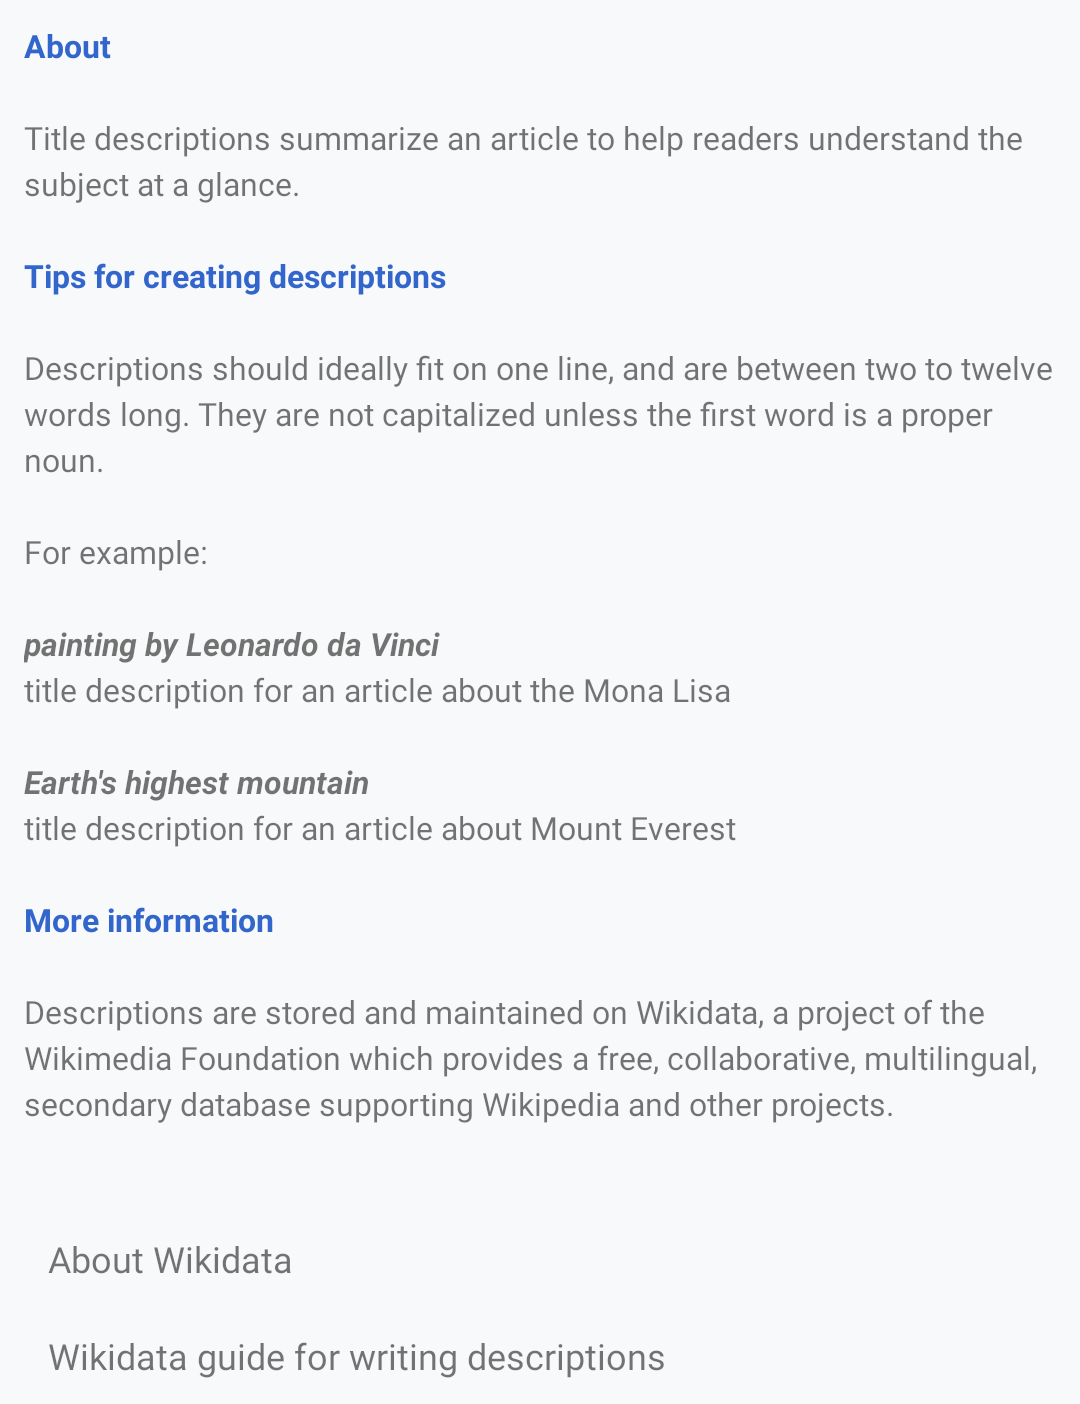 About
Title descriptions summarize an article to help readers understand the
subject at a glance.
Tips for creating descriptions
Descriptions should ideally fit on one line, and are between two to twelve
words long. They are not capitalized unless the first word is a proper
noun.
For example:
painting by Leonardo da Vinci
title description for an article about the Mona Lisa
Earth's highest mountain
title description for an article about Mount Everest
More information
Descriptions are stored and maintained on Wikidata, a project of the
Wikimedia Foundation which provides a free, collaborative, multilingual,
secondary database supporting Wikipedia and other projects.
About Wikidata
Wikidata guide for writing descriptions